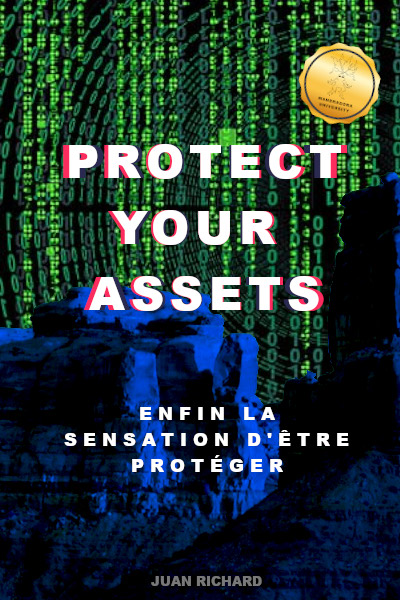 PROTECT
YOUR
ASSETS
ENFIN LA
SENSATION D'ÊTRE
PROTÉGER
JUAN RICHARD